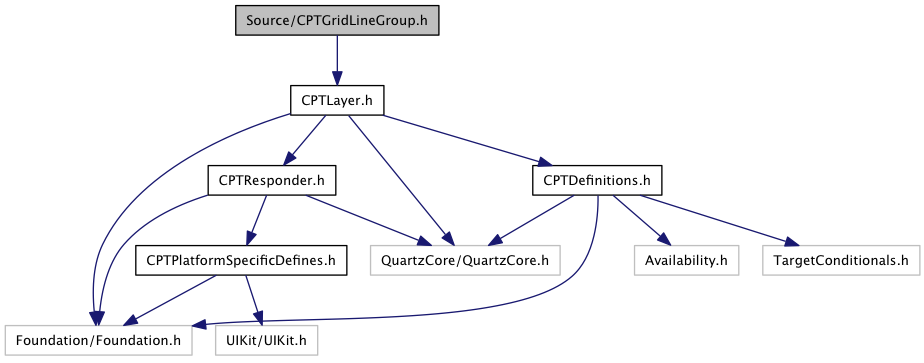 Source/CPTGridLineGroup.h
CPTLayer.h
CPTResponder.h
CPTDefinitions.h
CPTPlatformSpecificDefines.h
QuartzCore/QuartzCore.h
Availability.h
TargetConditionals.h
Foundation/Foundation.h
UIKit/UIKit.h